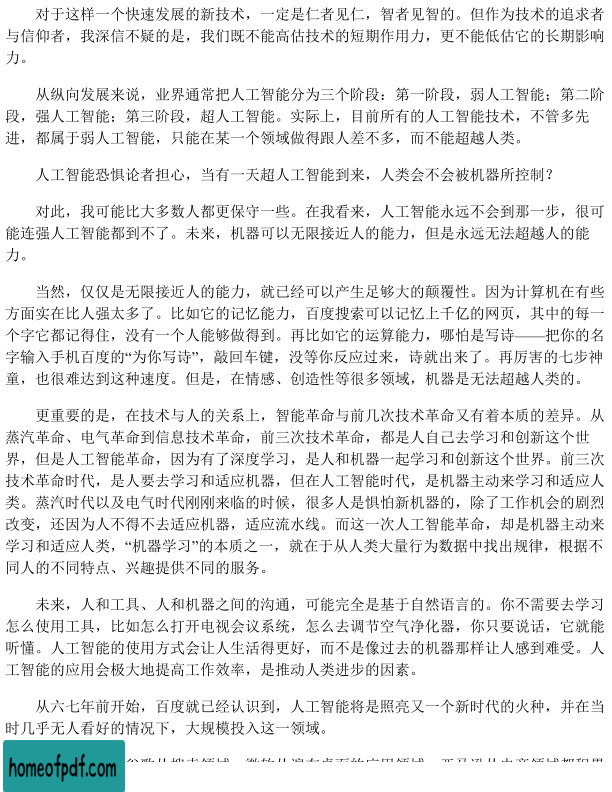 对于这样一个快速发展的新技术，一定是仁者见仁，智者见智的。但作为技术的追求者
与信仰者，我深信不疑的是，我们既不能高估技术的短期作用力，更不能低估它的长期影响
力。
从纵向发展来说，业界通常把人工智能分为三个阶段：第一阶段，弱人工智能；第二阶
段，强人工智能；第三阶段，超人工智能。实际上，目前所有的人工智能技术，不管多先
进，都属于弱人工智能，只能在某一个领域做得跟人差不多，而不能超越人类。
人工智能恐惧论者担心，当有一天超人工智能到来，人类会不会被机器所控制？
对此，我可能比大多数人都更保守一些。在我看来，人工智能永远不会到那一步，很可
能连强人工智能都到不了。未来，机器可以无限接近人的能力，但是永远无法超越人的能
力。
当然，仅仅是无限接近人的能力，就已经可以产生足够大的颠覆性。因为计算机在有些
方面实在比人强太多了。比如它的记忆能力，百度搜索可以记忆上千亿的网页，其中的每一
个字它都记得住，没有一个人能够做得到。再比如它的运算能力，哪怕是写诗——把你的名
字输入手机百度的“为你写诗”，敲回车键，没等你反应过来，诗就出来了。再厉害的七步神
童，也很难达到这种速度。但是，在情感、创造性等很多领域，机器是无法超越人类的。
更重要的是，在技术与人的关系上，智能革命与前几次技术革命又有着本质的差异。从
蒸汽革命、电气革命到信息技术革命，前三次技术革命，都是人自己去学习和创新这个世
界，但是人工智能革命，因为有了深度学习，是人和机器一起学习和创新这个世界。前三次
技术革命时代，是人要去学习和适应机器，但在人工智能时代，是机器主动来学习和适应人
类。蒸汽时代以及电气时代刚刚来临的时候，很多人是惧怕新机器的，除了工作机会的剧烈
改变，还因为人不得不去适应机器，适应流水线。而这一次人工智能革命，却是机器主动来
学习和适应人类，“机器学习”的本质之一，就在于从人类大量行为数据中找出规律，根据不
同人的不同特点、兴趣提供不同的服务。
未来，人和工具、人和机器之间的沟通，可能完全是基于自然语言的。你不需要去学习
怎么使用工具，比如怎么打开电视会议系统，怎么去调节空气净化器，你只要说话，它就能
听懂。人工智能的使用方式会让人生活得更好，而不是像过去的机器那样让人感到难受。人
工智能的应用会极大地提高工作效率，是推动人类进步的因素。
从六七年前开始，百度就已经认识到，人工智能将是照亮又一个新时代的火种，并在当
时几乎无人看好的情况下，大规模投入这一领域。
homeofpdf.com